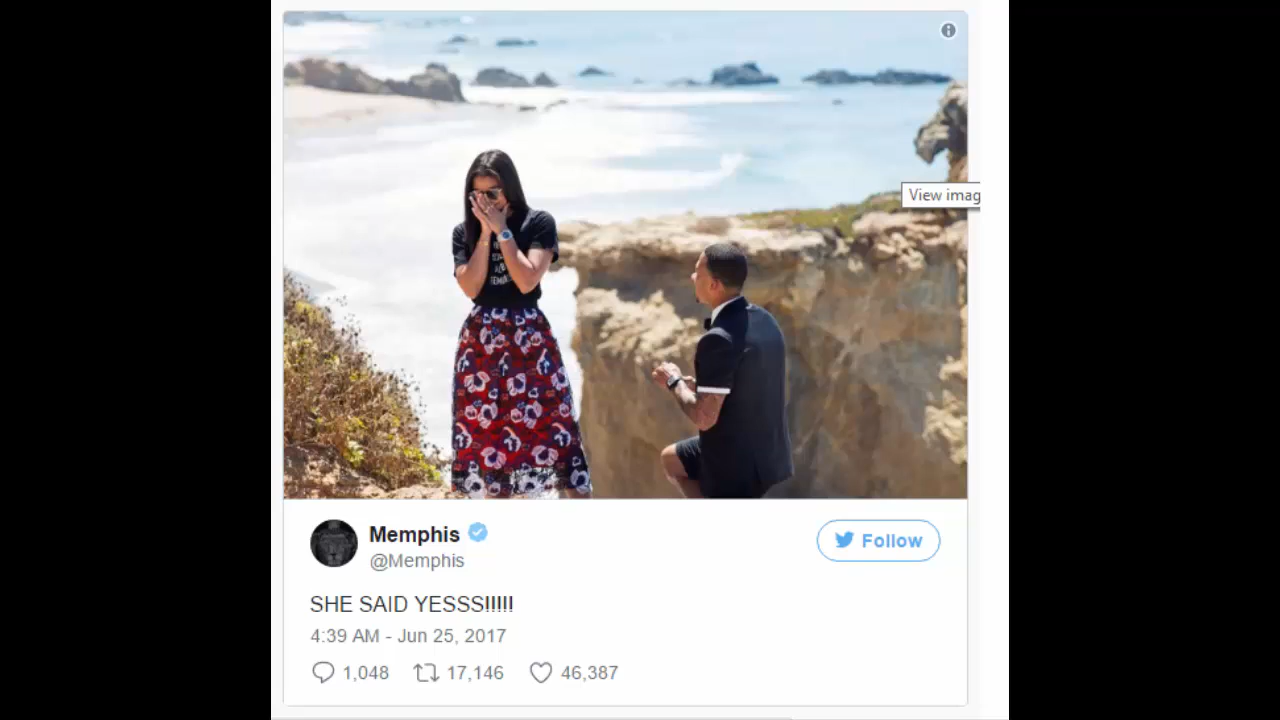 View imag
Memphis
@Memphis
Follow
SHE SAID YESSS!!!!!
4:39 AM - Jun 25, 2017
1,048 17,146 46,387